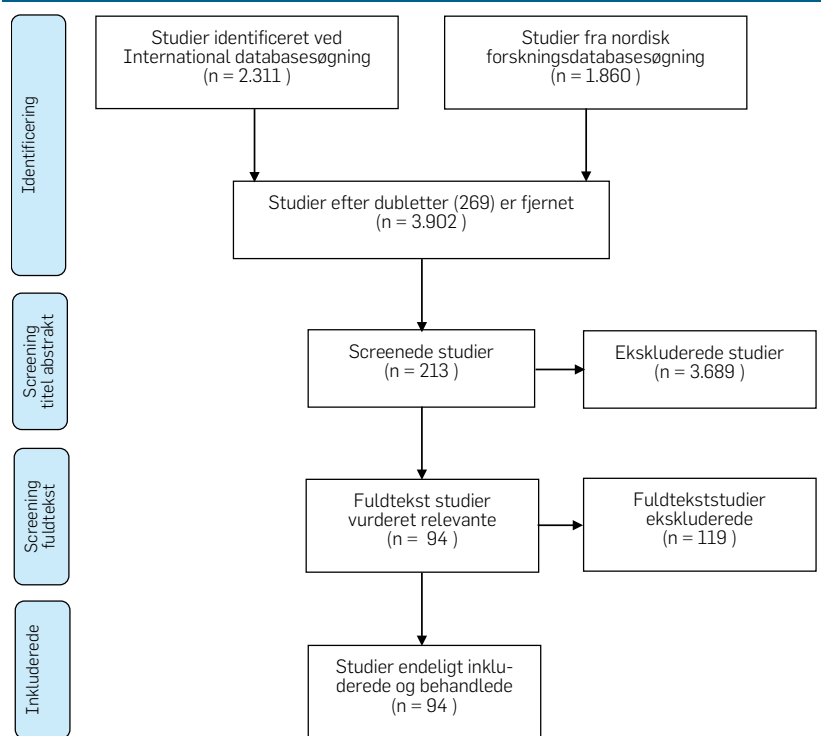 Identificering
Studier identificeret ved
International databasesøgning
(n = 2.311 )
Studier fra nordisk
forskningsdatabasesøgning
(n = 1.860 )
Studier efter dubletter (269) er fjernet
(n = 3.902 )
Screening
titel abstrakt
Screenede studier
(n = 213 )
Ekskluderede studier
(n = 3.689 )
Screening
fuldtekst
Fuldtekst studier
vurderet relevante
(n = 94 )
Fuldtekststudier
ekskluderede
(n = 119 )
Inkluderede
Studier endeligt inklu-
derede og behandlede
(n = 94 )